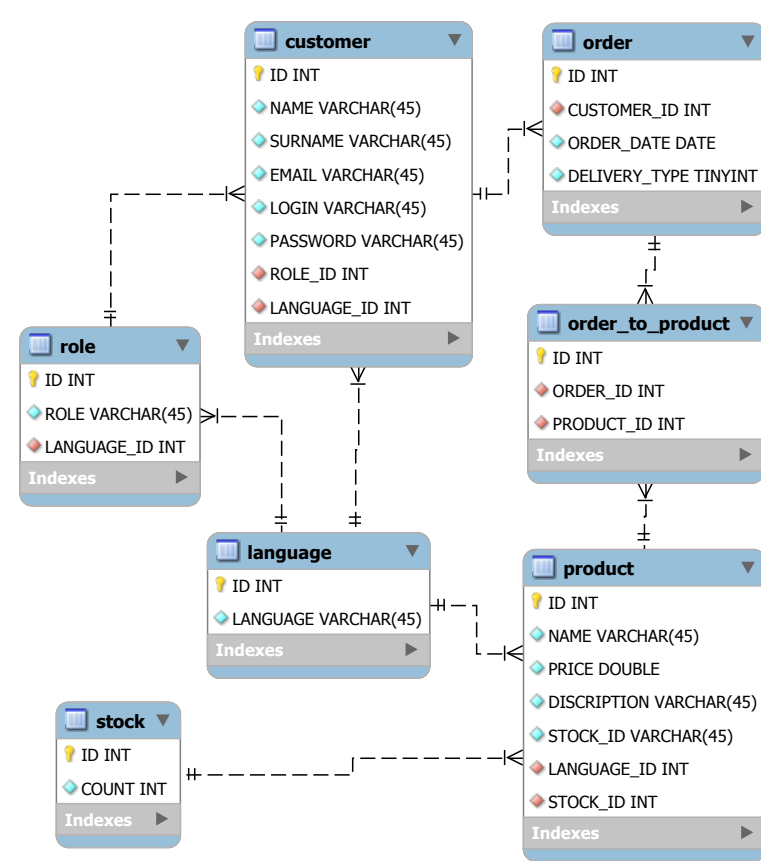 customer
ID INT
NAME VARCHAR(45)
SURNAME VARCHAR(45)
EMAIL VARCHAR(45)
LOGIN VARCHAR(45)
PASSWORD VARCHAR(45)
ROLE_ID INT
LANGUAGE_ID INT
Indexes
order
ID INT
CUSTOMER_ID INT
ORDER_DATE DATE
DELIVERY_TYPE TINYINT
Indexes
role
ID INT
ROLE VARCHAR(45)
LANGUAGE_ID INT
Indexes
order_to_product
ID INT
ORDER_ID INT
PRODUCT_ID INT
Indexes
language
ID INT
LANGUAGE VARCHAR(45)
Indexes
product
ID INT
NAME VARCHAR(45)
PRICE DOUBLE
DISCRIPTION VARCHAR(45)
STOCK_ID VARCHAR(45)
LANGUAGE_ID INT
STOCK_ID INT
Indexes
stock
ID INT
COUNT INT
Indexes